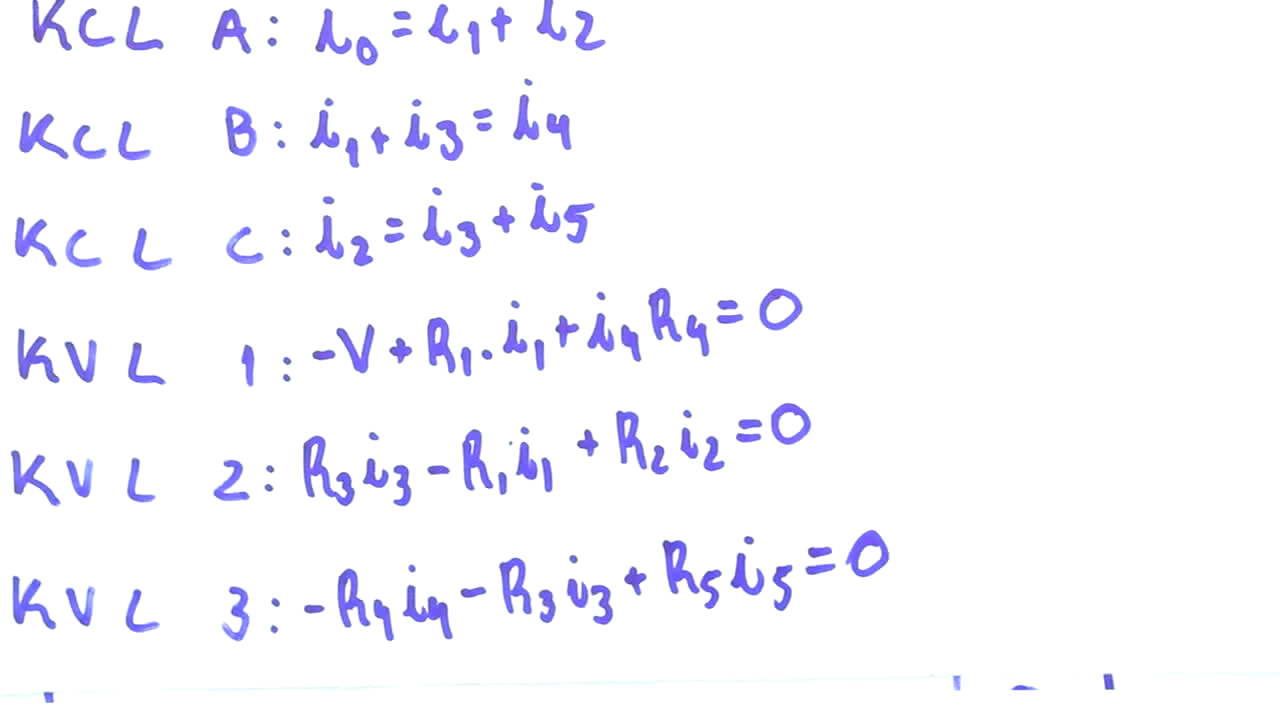 KCL A: i₀ = i₁ + i₂
KCL B: i₁ + i₃ = i₄
KCL C: i₂ = i₃ + i₅
KVL 1: -V + R₁. i₁ + i₄ R₄ = 0
KVL 2: R₃ i₃ - R₁ i₁ + R₂ i₂ = 0
KVL 3: -R₄ i₄ - R₃ i₃ + R₅ i₅ = 0